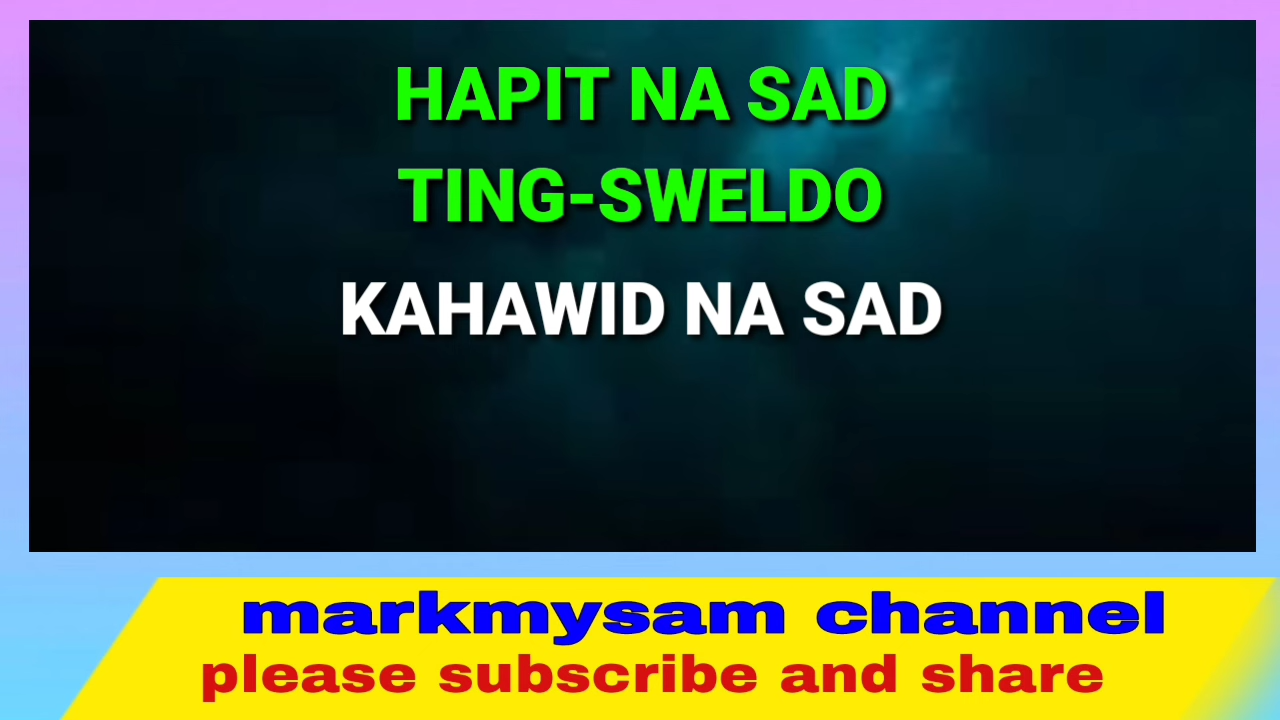 HAPIT NA SAD
TING-SWELDO
KAHAWID NA SAD
markmysam channel
please subscribe and share